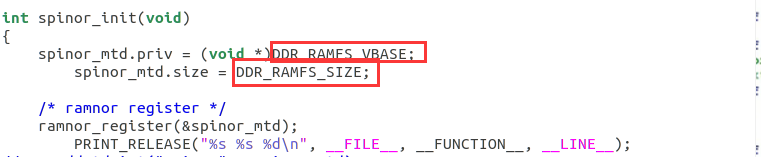 int spinor_init(void)
{
spinor_mtd.priv = (void *)DDR_RAMFS_VBASE;
spinor_mtd.size = DDR_RAMFS_SIZE;
/* ramnor register */
ramnor_register(&spinor_mtd);
PRINT_RELEASE("%s %s %d\n", __FILE__, __FUNCTION__, __LINE__);